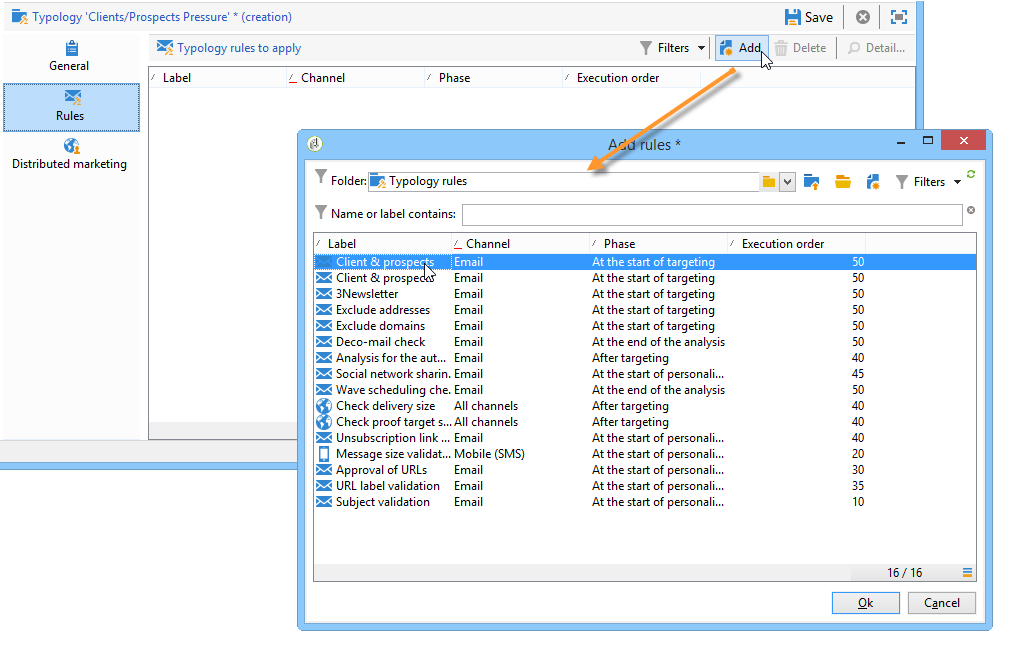 Typology 'Clients/Prospects Pressure' * (creation)
Save
General
Rules
Distributed marketing
Typology rules to apply
Filters
Add
Delete
Detail...
Label Channel Phase Execution order
Add rules *
Folder: Typology rules
Filters
Name or label contains:
Label Channel Phase Execution order
Client & prospects Email At the start of targeting 50
Client & prospects Email At the start of targeting 50
3Newsletter Email At the start of targeting 50
Exclude addresses Email At the start of targeting 50
Exclude domains Email At the start of targeting 50
Deco-mail check Email At the end of the analysis 50
Analysis for the aut... Email After targeting 40
Social network sharin. Email At the start of personali... 45
Wave scheduling che. Email At the end of the analysis 50
Check delivery size All channels After targeting 40
Check proof target s... All channels After targeting 40
Unsubscription link ... Email At the start of personali... 40
Message size validat... Mobile (SMS) At the start of personali... 20
Approval of URLs Email At the start of personali... 30
URL label validation Email At the start of personali... 35
Subject validation Email At the start of personali... 10
16 / 16
Ok
Cancel